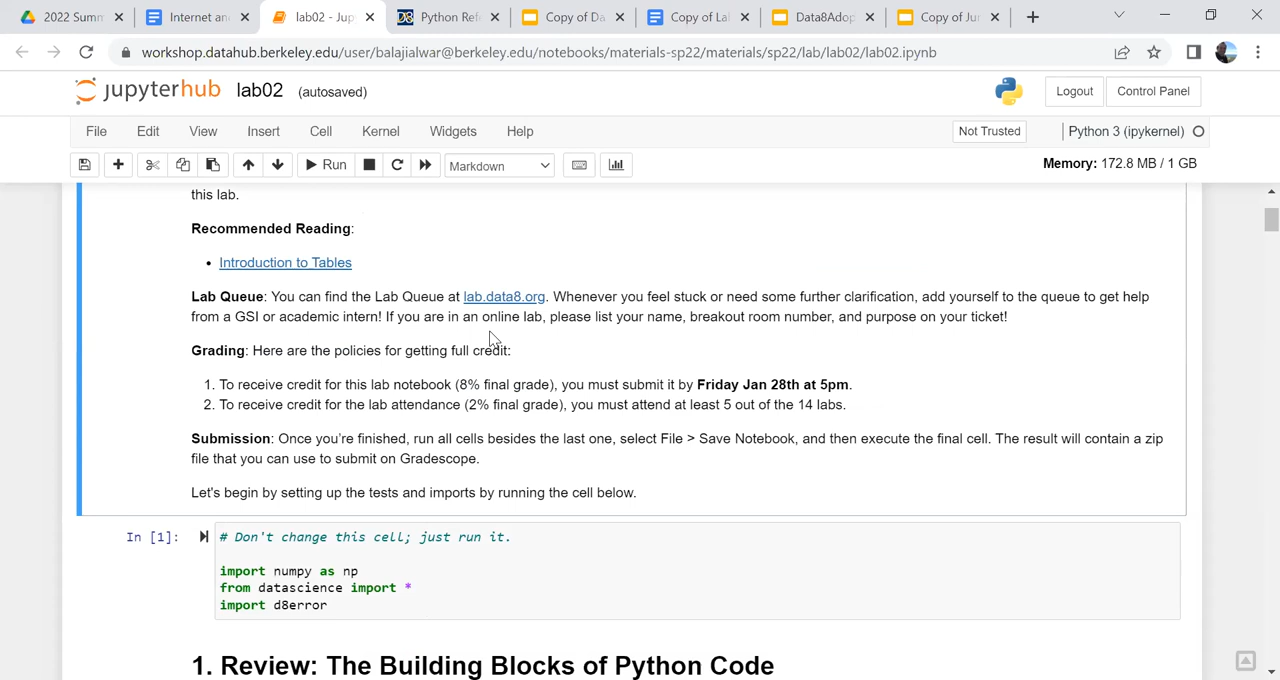 2022 Summ
Internet and
lab02 - Jup
Python Ref
Copy of Da
Copy of Lal
Data8Adop
Copy of Jur
workshop.datahub.berkeley.edu/user/balajialwar@berkeley.edu/notebooks/materials-sp22/materials/sp22/lab/lab02/lab02.ipynb
jupyterhub lab02 (autosaved) Logout Control Panel
File Edit View Insert Cell Kernel Widgets Help Not Trusted Python 3 (ipykernel)
Run Markdown Memory: 172.8 MB / 1 GB
this lab.
Recommended Reading:
• Introduction to Tables
Lab Queue: You can find the Lab Queue at lab.data8.org. Whenever you feel stuck or need some further clarification, add yourself to the queue to get help
from a GSI or academic intern! If you are in an online lab, please list your name, breakout room number, and purpose on your ticket!
Grading: Here are the policies for getting full credit:
1. To receive credit for this lab notebook (8% final grade), you must submit it by Friday Jan 28th at 5pm.
2. To receive credit for the lab attendance (2% final grade), you must attend at least 5 out of the 14 labs.
Submission: Once you're finished, run all cells besides the last one, select File > Save Notebook, and then execute the final cell. The result will contain a zip
file that you can use to submit on Gradescope.
Let's begin by setting up the tests and imports by running the cell below.
In [1]: # Don't change this cell; just run it.
import numpy as np
from datascience import *
import d8error
1. Review: The Building Blocks of Python Code